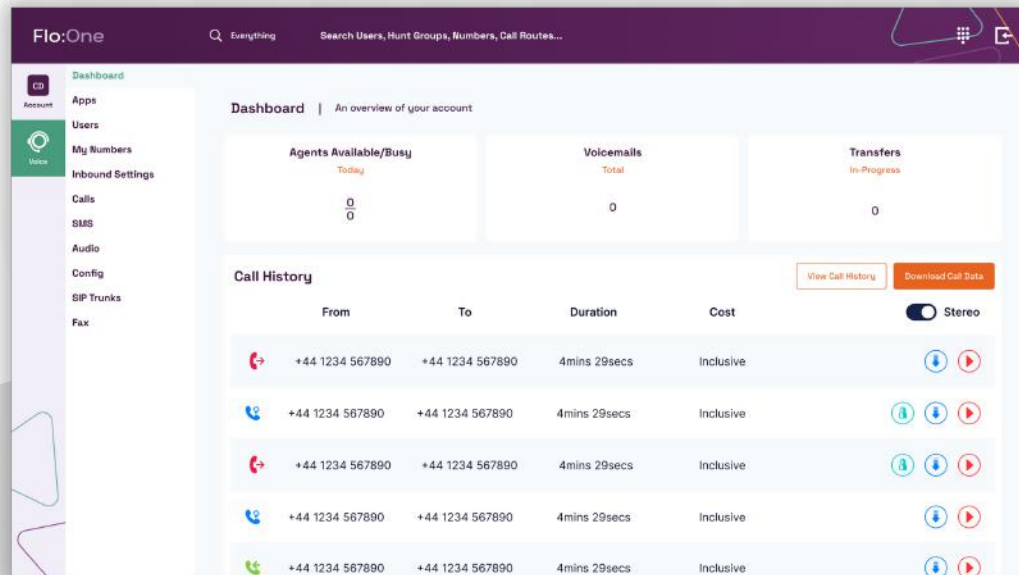 Flo:One
Everything
Search Users, Hunt Groups, Numbers, Call Routes...
CD
Account
Voice
Dashboard
Apps
Users
My Numbers
Inbound Settings
Calls
SMS
Audio
Config
SIP Trunks
Fax
Dashboard | An overview of your account
Agents Available/Busy
Today
0
0
Voicemails
Total
0
Transfers
In-Progress
0
Call History
View Call History
Download Call Data
From To Duration Cost Stereo
+44 1234 567890 +44 1234 567890 4mins 29secs Inclusive
+44 1234 567890 +44 1234 567890 4mins 29secs Inclusive
+44 1234 567890 +44 1234 567890 4mins 29secs Inclusive
+44 1234 567890 +44 1234 567890 4mins 29secs Inclusive
+44 1234 567890 +44 1234 567890 4mins 29secs Inclusive